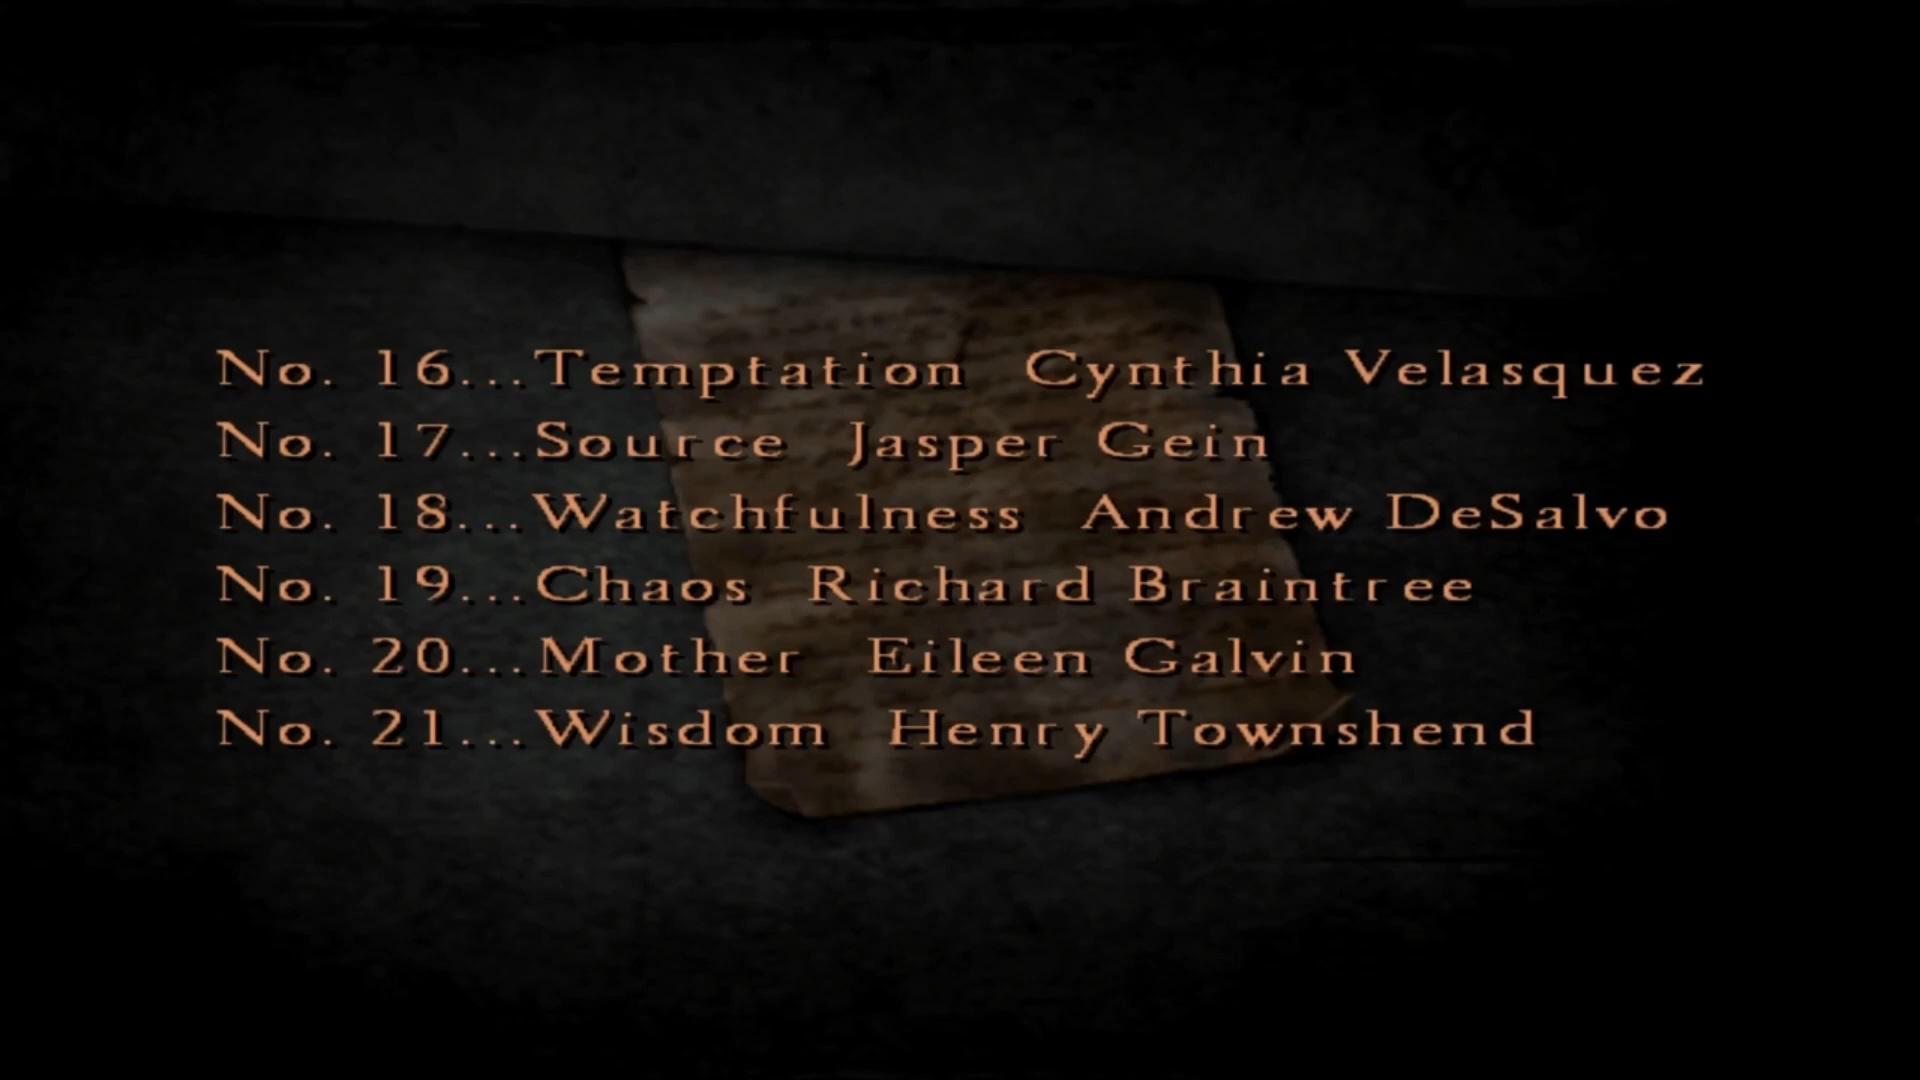 No. 16...Temptation Cynthia Velasquez
No. 17...Source Jasper Gein
No. 18...Watchfulness Andrew DeSalvo
No. 19...Chaos Richard Braintree
No. 20...Mother Eileen Galvin
No. 21...Wisdom Henry Townshend